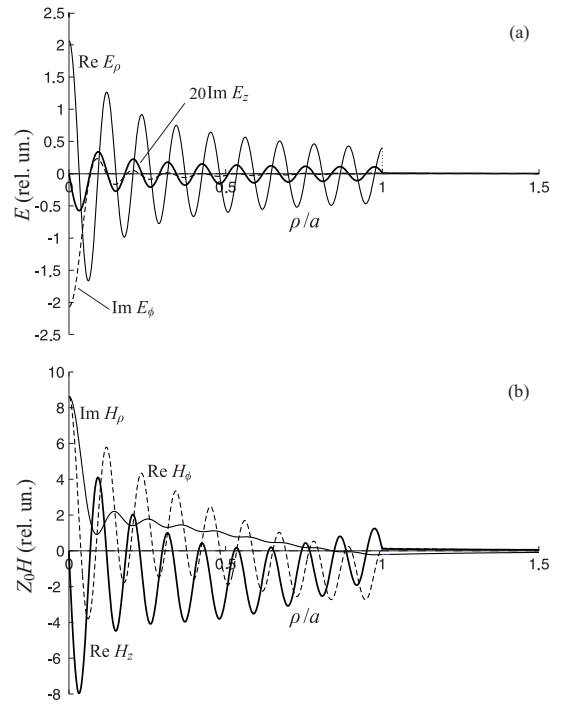 2.5
(a)
2
Re Eρ
1.5
20Im Ez
1
0.5
0
0
0.5
1
1.5
ρ/a
-0.5
-1
-1.5
Im Eϕ
-2
-2.5
E (rel. un.)
10
(b)
8
Im Hρ
6
Re Hϕ
4
2
0
0
0.5
1
1.5
-2
ρ/a
-4
-6
Re Hz
-8
Z0H (rel. un.)